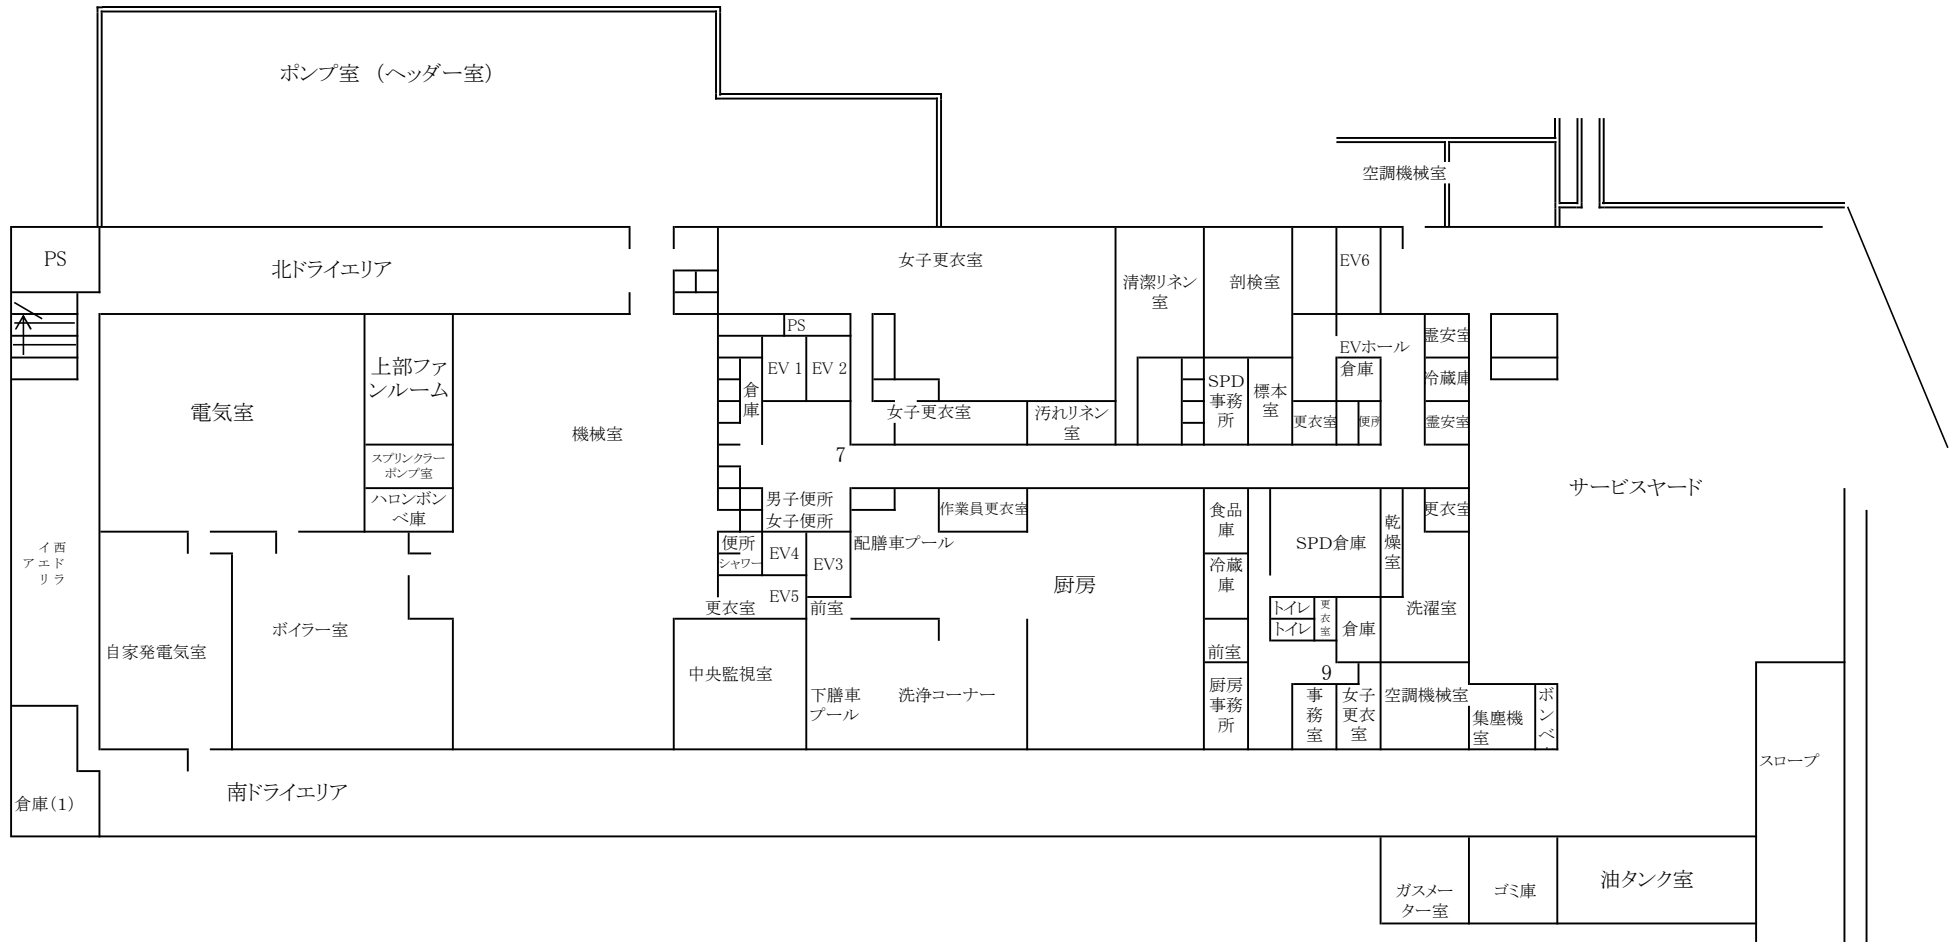 ポンプ室 （ヘッダー室）
空調機械室
PS
北ドライエリア
女子更衣室
清潔リネン
室
剖検室
EV6
PS
EV 1
EV 2
倉
庫
上部ファ
ンルーム
電気室
機械室
スプリンクラー
ポンプ室
ハロンボン
ベ庫
女子更衣室
汚れリネン
室
SPD
事務
所
標本
室
EVホール
倉庫
更衣室
便所
霊安室
冷蔵庫
霊安室
7
サービスヤード
男子便所
女子便所
便所
シャワー
EV4
EV3
EV5
更衣室
前室
配膳車プール
作業員更衣室
厨房
食品
庫
冷蔵
庫
前室
厨房
事務
所
SPD倉庫
乾
燥
室
更衣室
洗濯室
トイレ
トイレ
更
衣
室
倉庫
9
事
務
室
女子
更衣
室
空調機械室
集塵機
室
ボ
ンベ
西ドラ
イエリア
自家発電気室
ボイラー室
中央監視室
下膳車
プール
洗浄コーナー
スロープ
倉庫（1）
南ドライエリア
ガスメー
ター室
ゴミ庫
油タンク室